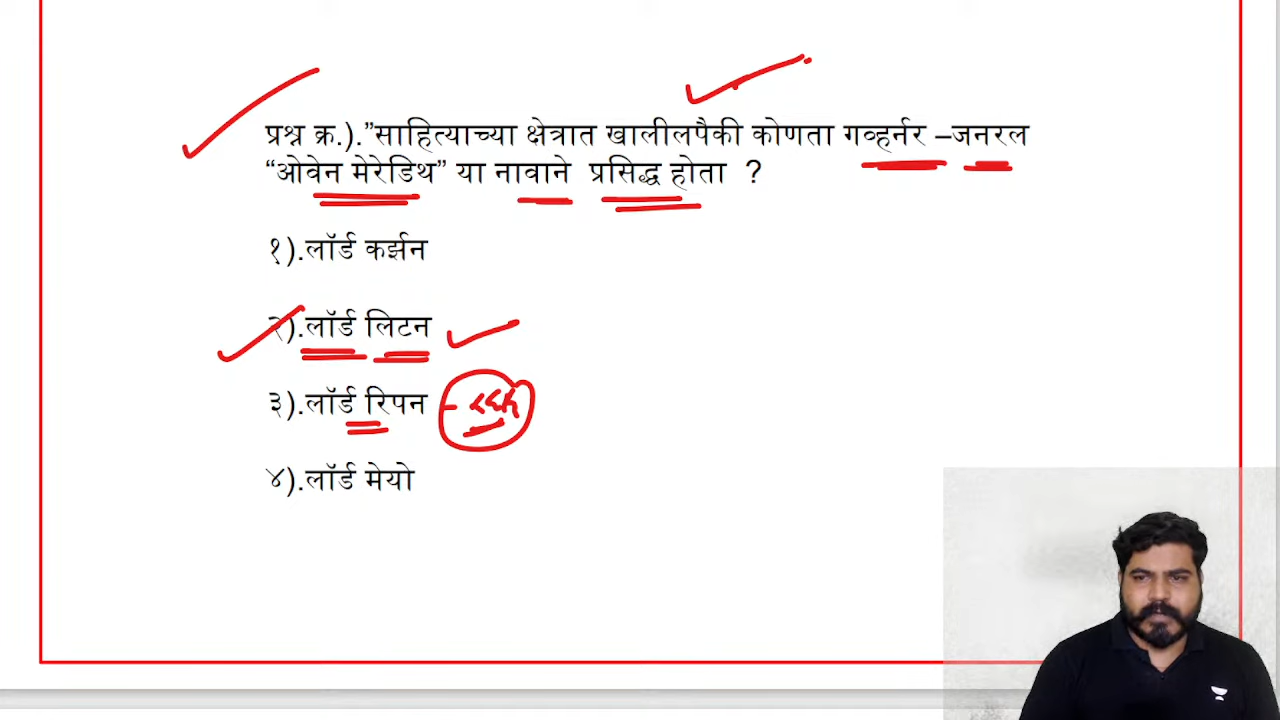 प्रश्न क्र.).”साहित्याच्या क्षेत्रात खालीलपैकी कोणता गव्हर्नर –जनरल
“ओवेन मेरेडिथ” या नावाने प्रसिद्ध होता ?
१).लॉर्ड कर्झन
२).लॉर्ड लिटन
३).लॉर्ड रिपन
४).लॉर्ड मेयो